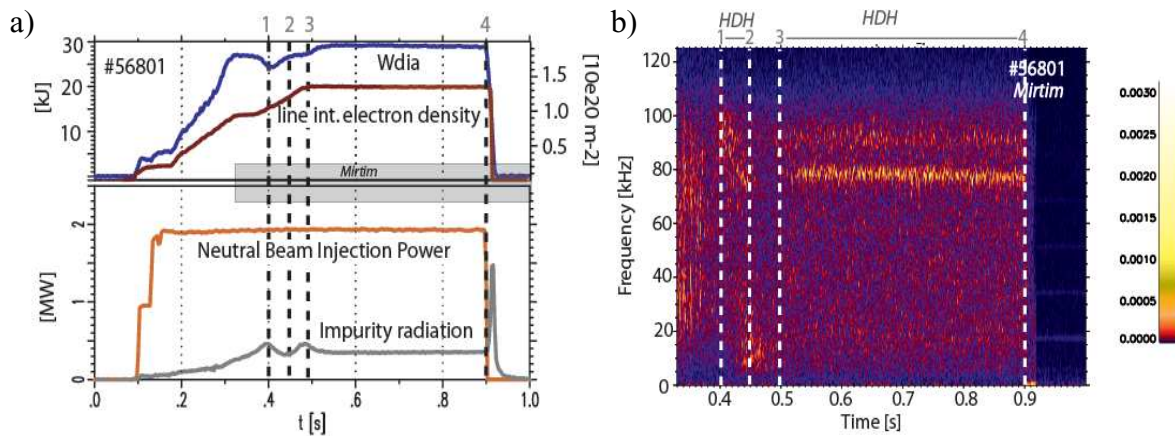 a)
1 2 3 4
30
20
10
0
[kJ]
#56801
Wdia
line int. electron density
1.5
1.0
0.5
[10e20 m-2]
Mirtim
2
1
0
[MW]
Neutral Beam Injection Power
Impurity radiation
.0 .2 .4 .6 .8 1.0
t [s]
b)
HDH HDH
1 2 3 4
120
100
80
60
40
20
0
Frequency [kHz]
#56801
Mirtim
0.4 0.5 0.6 0.7 0.8 0.9
Time [s]
0.0030
0.0025
0.0020
0.0015
0.0010
0.0005
0.0000